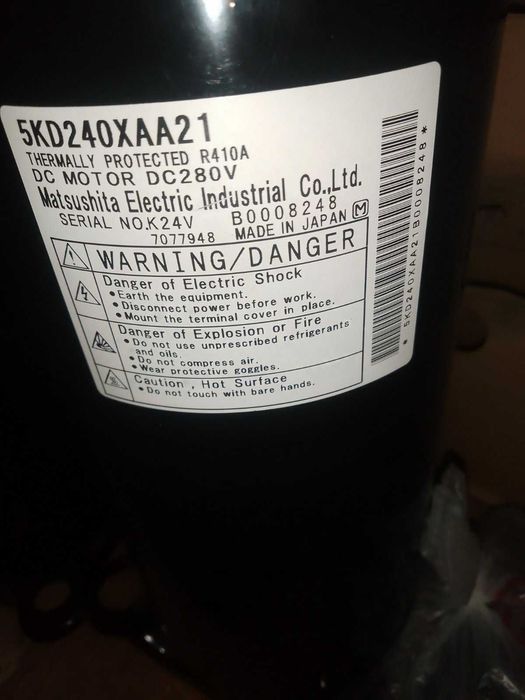 5KD240XAA21
THERMALLY PROTECTED R410A
DC MOTOR DC280V
Matsushita Electric Industrial Co.,Ltd.
SERIAL NO.K24V B0008248
7077948 MADE IN JAPAN M
WARNING/DANGER
Danger of Electric Shock
• Earth the equipment.
• Disconnect power before work.
• Mount the terminal cover in place.
Danger of Explosion or Fire
• Do not use unprescribed refrigerants
and oils.
• Do not compress air.
• Wear protective goggles.
Caution , Hot Surface
• Do not touch with bare hands.
* 5KD240XAA21B0008248 *